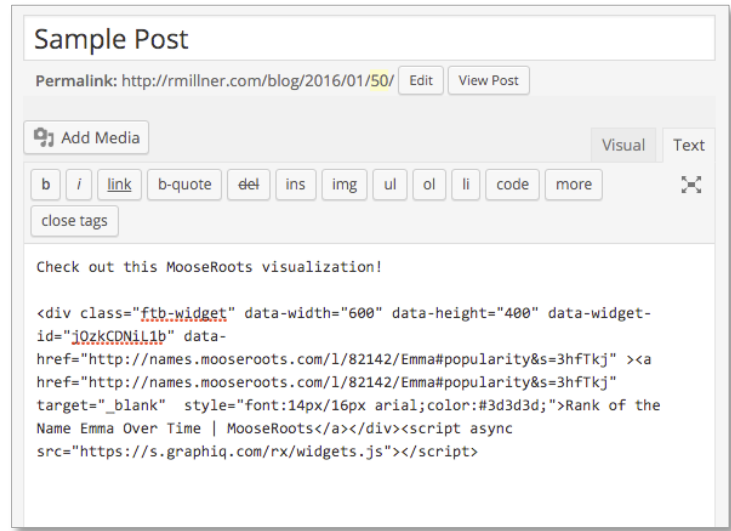 Sample Post
Permalink: http://rmillner.com/blog/2016/01/50/ Edit View Post
Add Media
Visual Text
b i link b-quote del ins img ul ol li code more
close tags
Check out this MooseRoots visualization!
<div class="ftb-widget" data-width="600" data-height="400" data-widget-
id="jOzkCDNiL1b" data-
href="http://names.mooseroots.com/l/82142/Emma#popularity&s=3hfTkj" ><a
href="http://names.mooseroots.com/l/82142/Emma#popularity&s=3hfTkj"
target="_blank"  style="font:14px/16px arial;color:#3d3d3d;">Rank of the
Name Emma Over Time | MooseRoots</a></div><script async
src="https://s.graphiq.com/rx/widgets.js"></script>